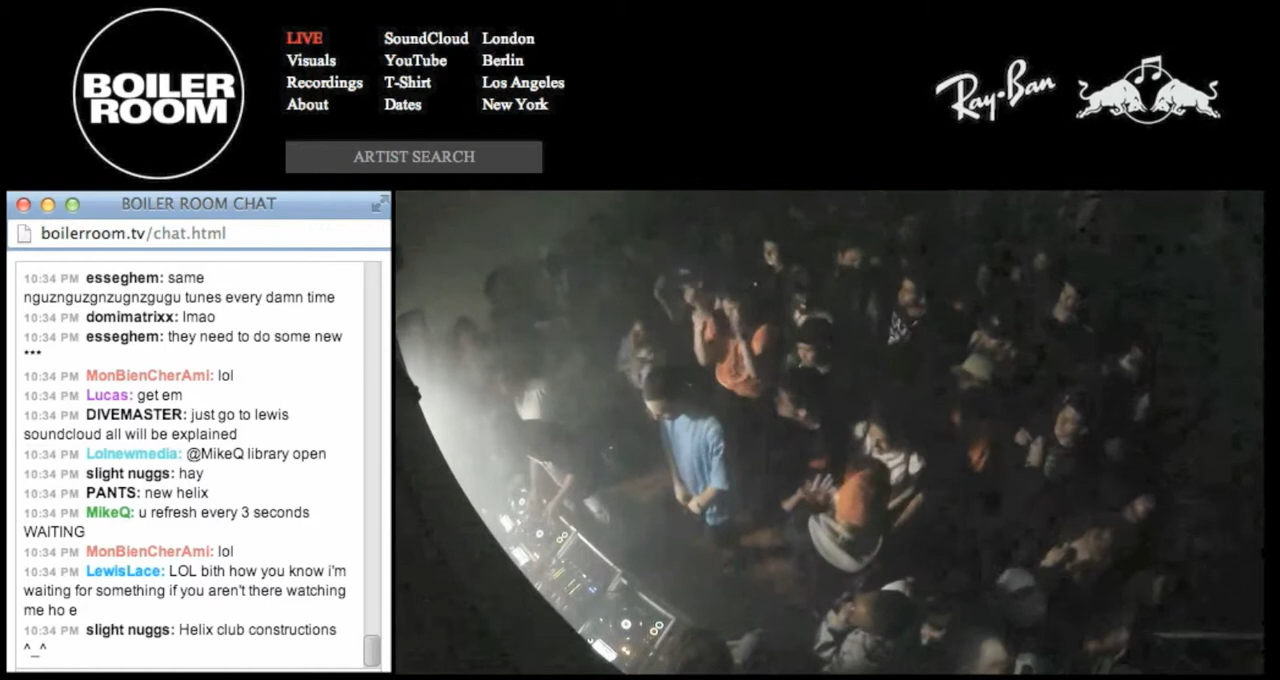 BOILER
ROOM
LIVE
Visuals
Recordings
About
SoundCloud
YouTube
T-Shirt
Dates
London
Berlin
Los Angeles
New York
ARTIST SEARCH
Ray-Ban
BOILER ROOM CHAT
boilerroom.tv/chat.html
10:34 PM esseghem: same
nguznguzgnzugnzgugu tunes every damn time
10:34 PM domimatrixx: lmao
10:34 PM esseghem: they need to do some new
***
10:34 PM MonBienCherAmi: lol
10:34 PM Lucas: get em
10:34 PM DIVEMASTER: just go to lewis
soundcloud all will be explained
10:34 PM Lolnewmedia: @MikeQ library open
10:34 PM slight nuggs: hay
10:34 PM PANTS: new helix
10:34 PM MikeQ: u refresh every 3 seconds
WAITING
10:34 PM MonBienCherAmi: lol
10:34 PM LewisLace: LOL bith how you know i'm
waiting for something if you aren't there watching
me ho e
10:34 PM slight nuggs: Helix club constructions
^_^